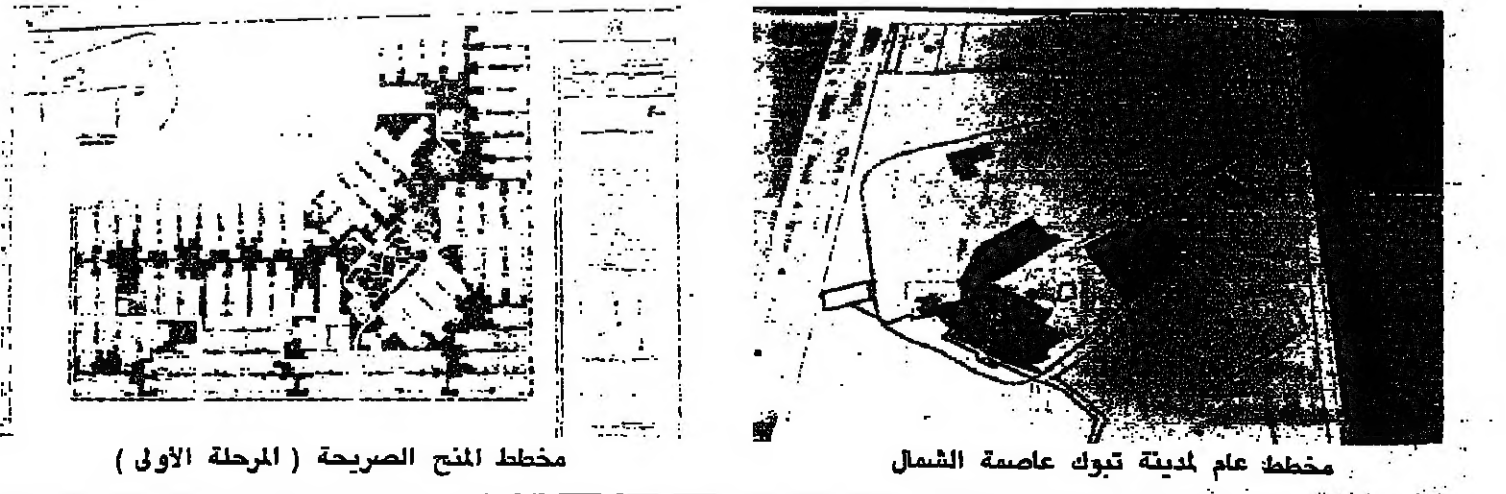 مخطط عام لمدينة تبوك عاصمة الشمال
مخطط المنح الصريحة ( المرحلة الأولى )